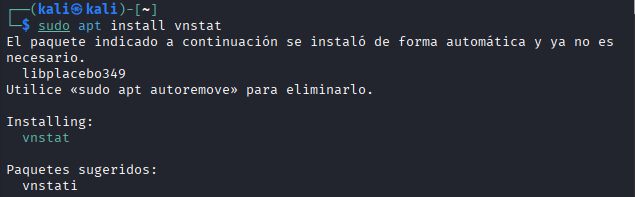 ┌──(kali㉿kali)-[~]
└─$ sudo apt install vnstat
El paquete indicado a continuación se instaló de forma automática y ya no es
necesario.
  libplacebo349
Utilice «sudo apt autoremove» para eliminarlo.

Installing:
  vnstat

Paquetes sugeridos:
  vnstati